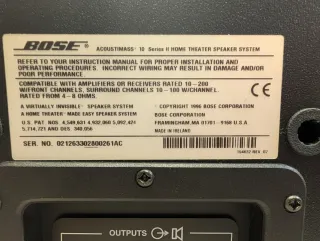 BOSE ACOUSTIMASS® 10 Series II HOME THEATER SPEAKER SYSTEM
REFER TO YOUR INSTRUCTION MANUAL FOR PROPER INSTALLATION AND
OPERATING PROCEDURES. INCORRECT WIRING MAY RESULT IN DAMAGE AND/OR
POOR PERFORMANCE.
COMPATIBLE WITH AMPLIFIERS OR RECEIVERS RATED 10 - 200
W/FRONT CHANNELS, SURROUND CHANNELS 10 - 100 W/CHANNEL.
RATED FROM 4 - 8 OHMS.
CE
A VIRTUALLY INVISIBLE® SPEAKER SYSTEM
A HOME THEATER - MADE EASY SPEAKER SYSTEM
U.S. PAT NOS 4,549,631 4,932,060 5,092,424
5,714,721 AND DES 340,056
© COPYRIGHT 1996 BOSE CORPORATION
BOSE CORPORATION
FRAMINGHAM, MA 01701 - 9168 U S A
MADE IN IRELAND
SER. NO. 021263302800261AC
REV. 02
OUTPUTS